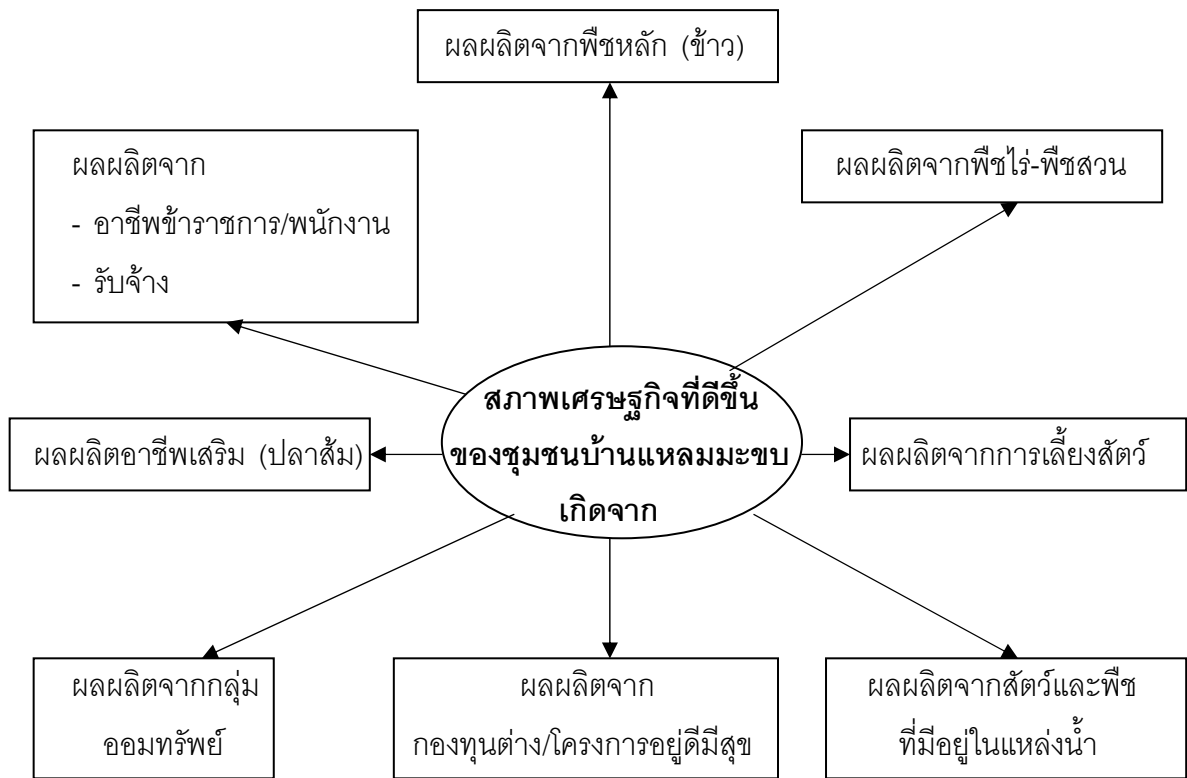 ผลผลิตจากพืชหลัก (ข้าว)
ผลผลิตจาก
- อาชีพข้าราชการ/พนักงาน
- รับจ้าง
ผลผลิตจากพืชไร่-พืชสวน
สภาพเศรษฐกิจที่ดีขึ้น
ของชุมชนบ้านแหลมมะขบ
เกิดจาก
ผลผลิตอาชีพเสริม (ปลาส้ม)
ผลผลิตจากการเลี้ยงสัตว์
ผลผลิตจากกลุ่ม
ออมทรัพย์
ผลผลิตจาก
กองทุนต่าง/โครงการอยู่ดีมีสุข
ผลผลิตจากสัตว์และพืช
ที่มีอยู่ในแหล่งน้ำ